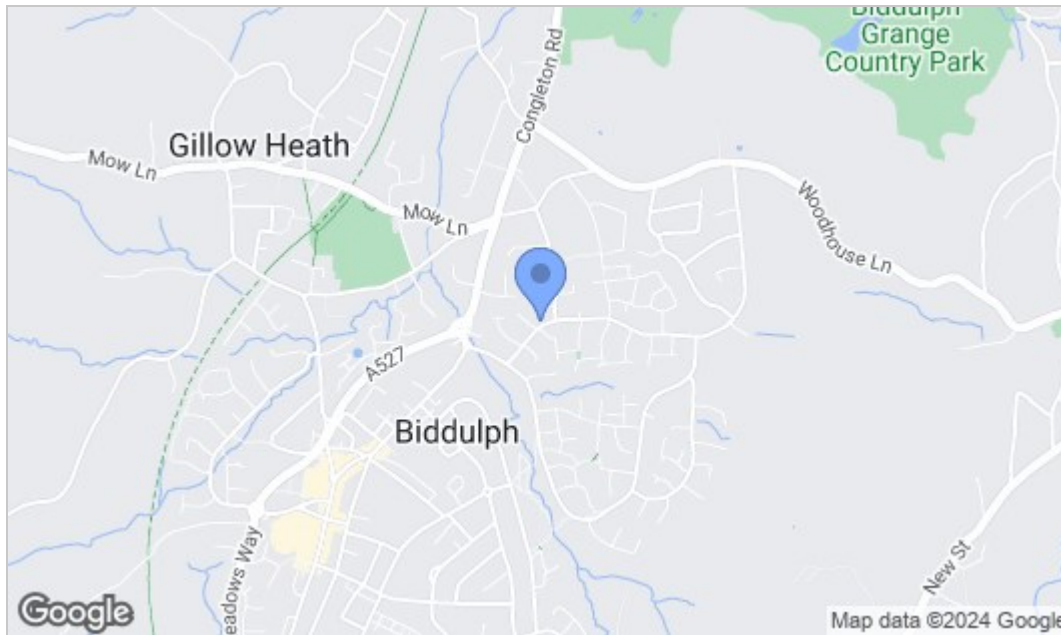 Biddulph
Grange
Country Park
Congleton Rd
Gillow Heath
Mow Ln
Mow Ln
Woodhouse Ln
A527
Biddulph
New St
eadows Way
Google
Map data ©2024 Google